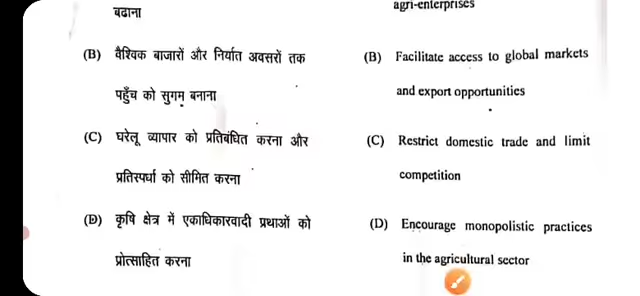 बढाना
agri-enterprises
(B) वैश्विक बाजारों और निर्यात अवसरों तक
पहुँच को सुगम बनाना
(B) Facilitate access to global markets
and export opportunities
(C) घरेलू व्यापार को प्रतिबंधित करना और
प्रतिस्पर्धा को सीमित करना
(C) Restrict domestic trade and limit
competition
(D) कृषि क्षेत्र में एकाधिकारवादी प्रथाओं को
प्रोत्साहित करना
(D) Encourage monopolistic practices
in the agricultural sector